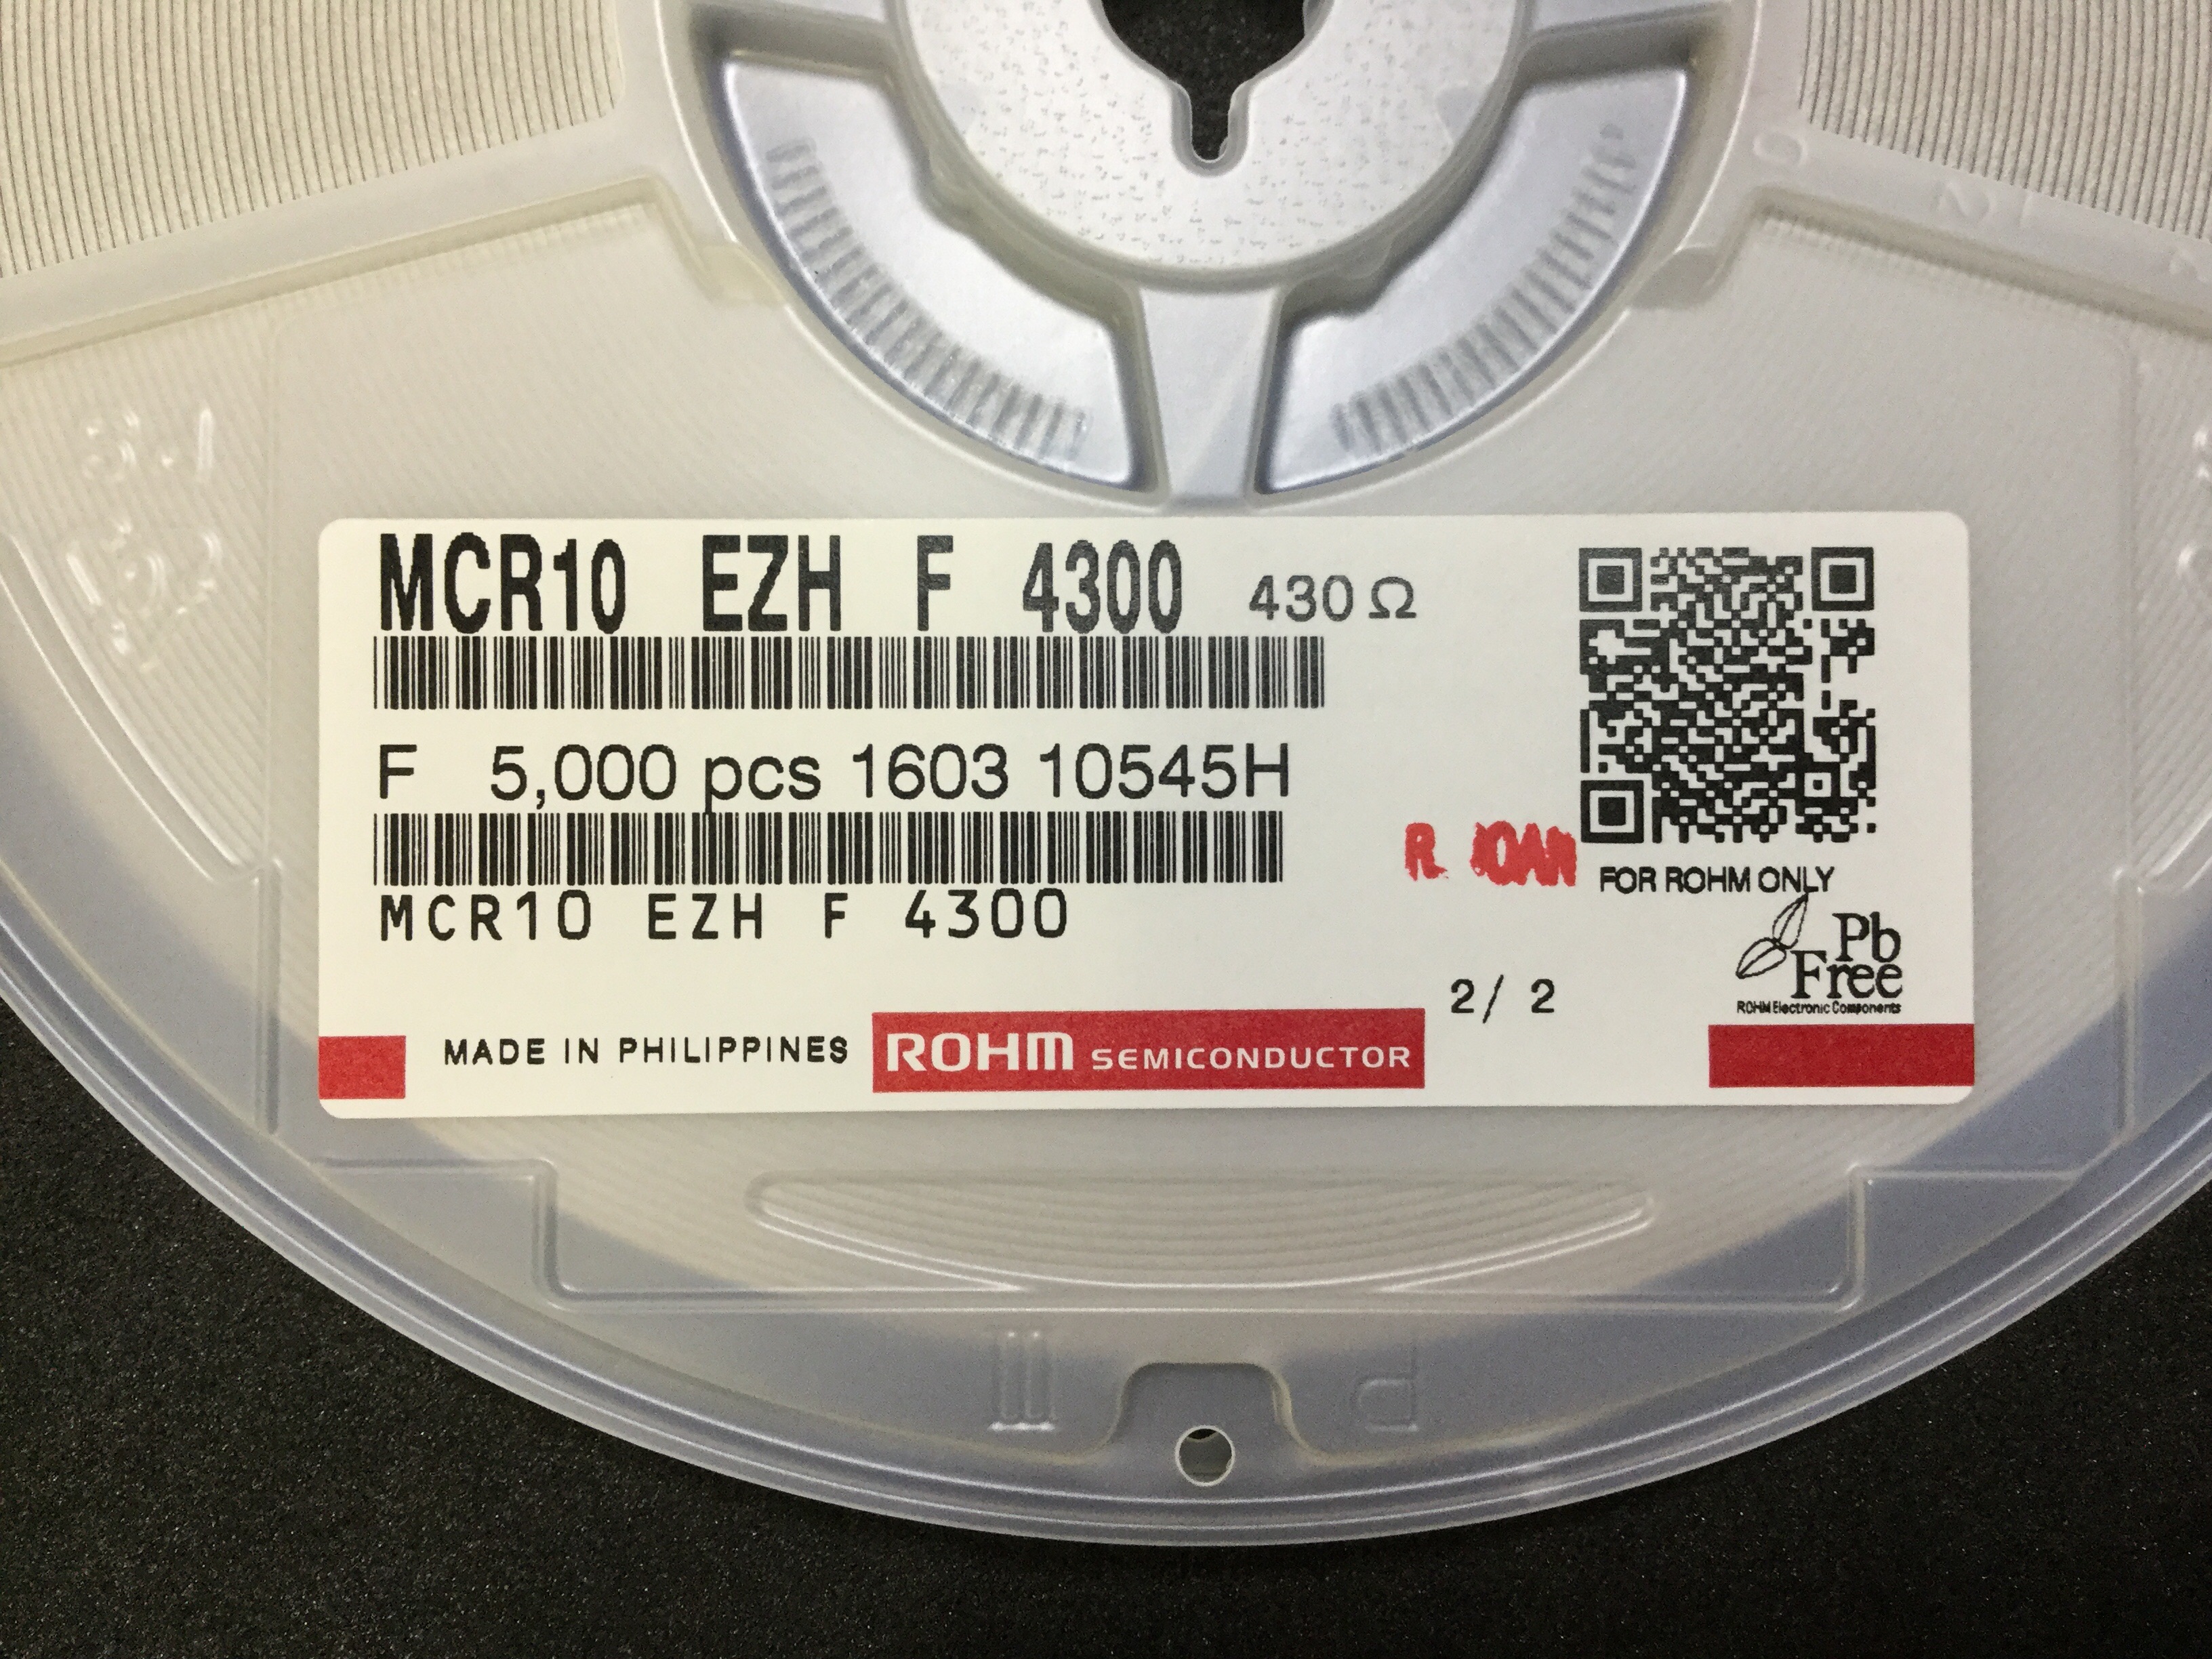 MCR10 EZH F 4300 430Ω
F 5,000 pcs 1603 10545H
MCR10 EZH F 4300
R. JOAN
FOR ROHM ONLY
Pb
Free
ROHM Electronic Components
2/ 2
MADE IN PHILIPPINES
ROHM SEMICONDUCTOR